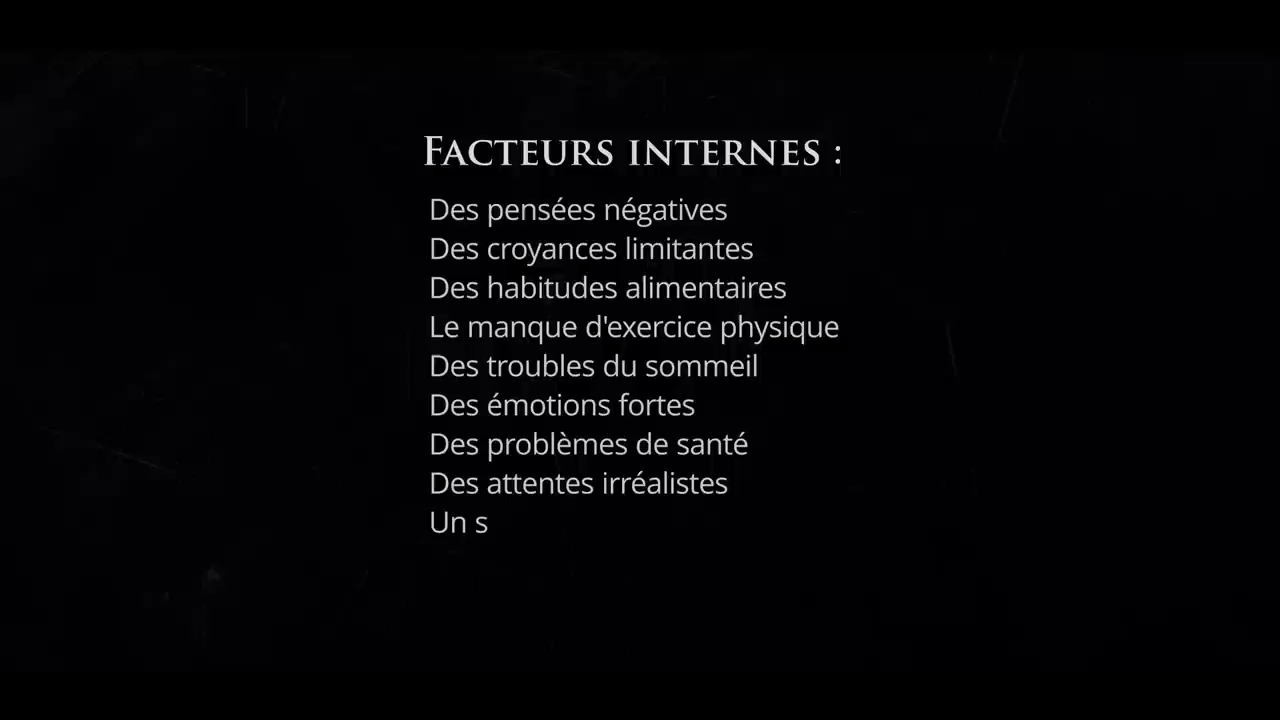 FACTEURS INTERNES :
Des pensées négatives
Des croyances limitantes
Des habitudes alimentaires
Le manque d'exercice physique
Des troubles du sommeil
Des émotions fortes
Des problèmes de santé
Des attentes irréalistes
Un s